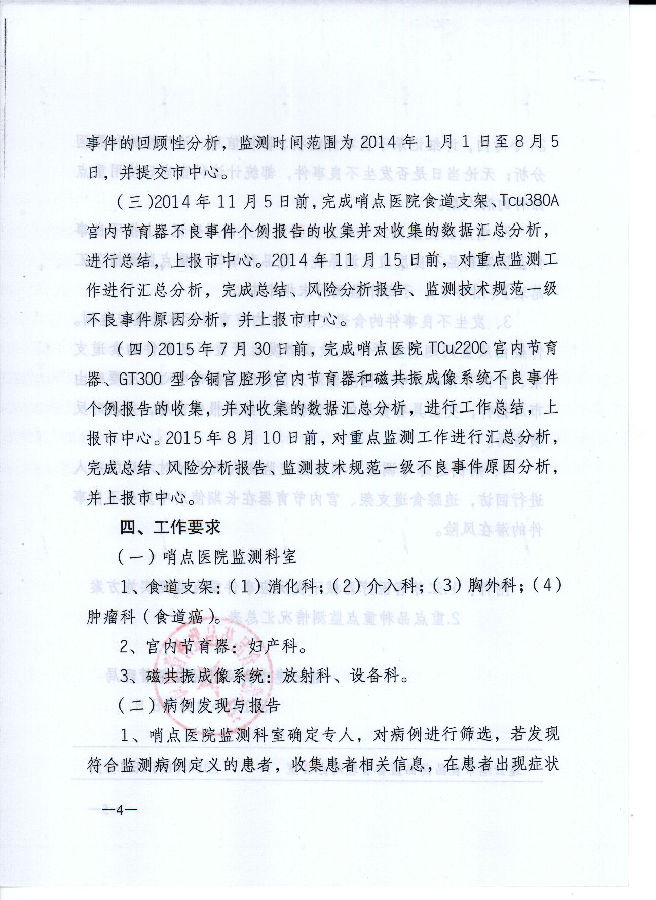 事件的回顾性分析，监测时间范围为 2014 年 1 月 1 日至 8 月 5
日，并提交市中心。
(三)2014 年 11 月 5 日前，完成哨点医院食道支架、Tcu380A
宫内节育器不良事件个例报告的收集并对收集的数据汇总分析，
进行总结，上报市中心。2014 年 11 月 15 日前，对重点监测工
作进行汇总分析，完成总结、风险分析报告、监测技术规范一级
不良事件原因分析，并上报市中心。
(四)2015 年 7 月 30 日前，完成哨点医院 TCu220C 宫内节育
器、GT300 型含铜宫腔形宫内节育器和磁共振成像系统不良事件
个例报告的收集，并对收集的数据汇总分析，进行工作总结，上
报市中心。2015 年 8 月 10 日前，对重点监测工作进行汇总分析，
完成总结、风险分析报告、监测技术规范一级不良事件原因分析，
并上报市中心。
四、工作要求
(一)哨点医院监测科室
1、食道支架：(1)消化科；(2)介入科；(3)胸外科；(4)
肿瘤科(食道癌)。
2、宫内节育器：妇产科。
3、磁共振成像系统：放射科、设备科。
(二)病例发现与报告
1、哨点医院监测科室确定专人，对病例进行筛选，若发现
符合监测病例定义的患者，收集患者相关信息，在患者出现症状
—4—